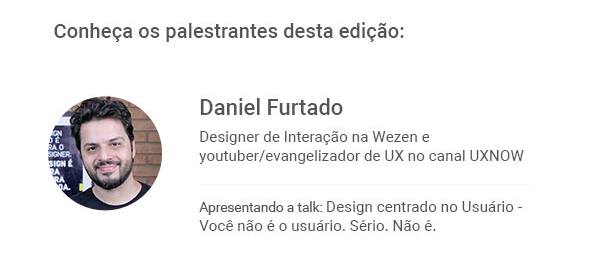 Conheça os palestrantes desta edição:
Daniel Furtado
Designer de Interação na Wezen e
youtuber/evangelizador de UX no canal UXNOW
Apresentando a talk: Design centrado no Usuário -
Você não é o usuário. Sério. Não é.